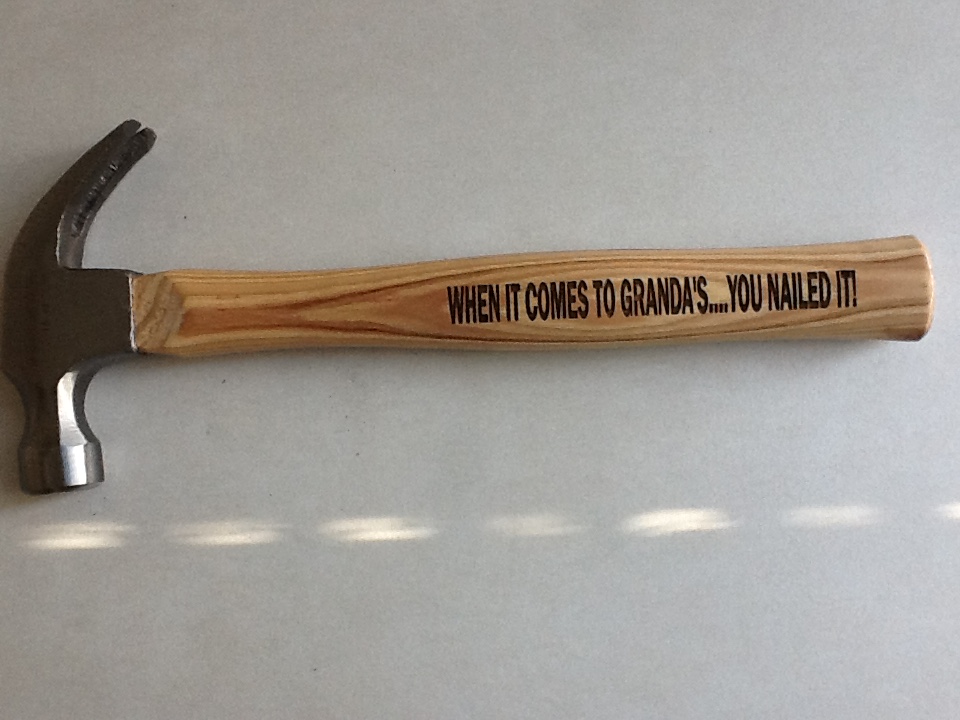 WHEN IT COMES TO GRANDA'S....YOU NAILED IT!